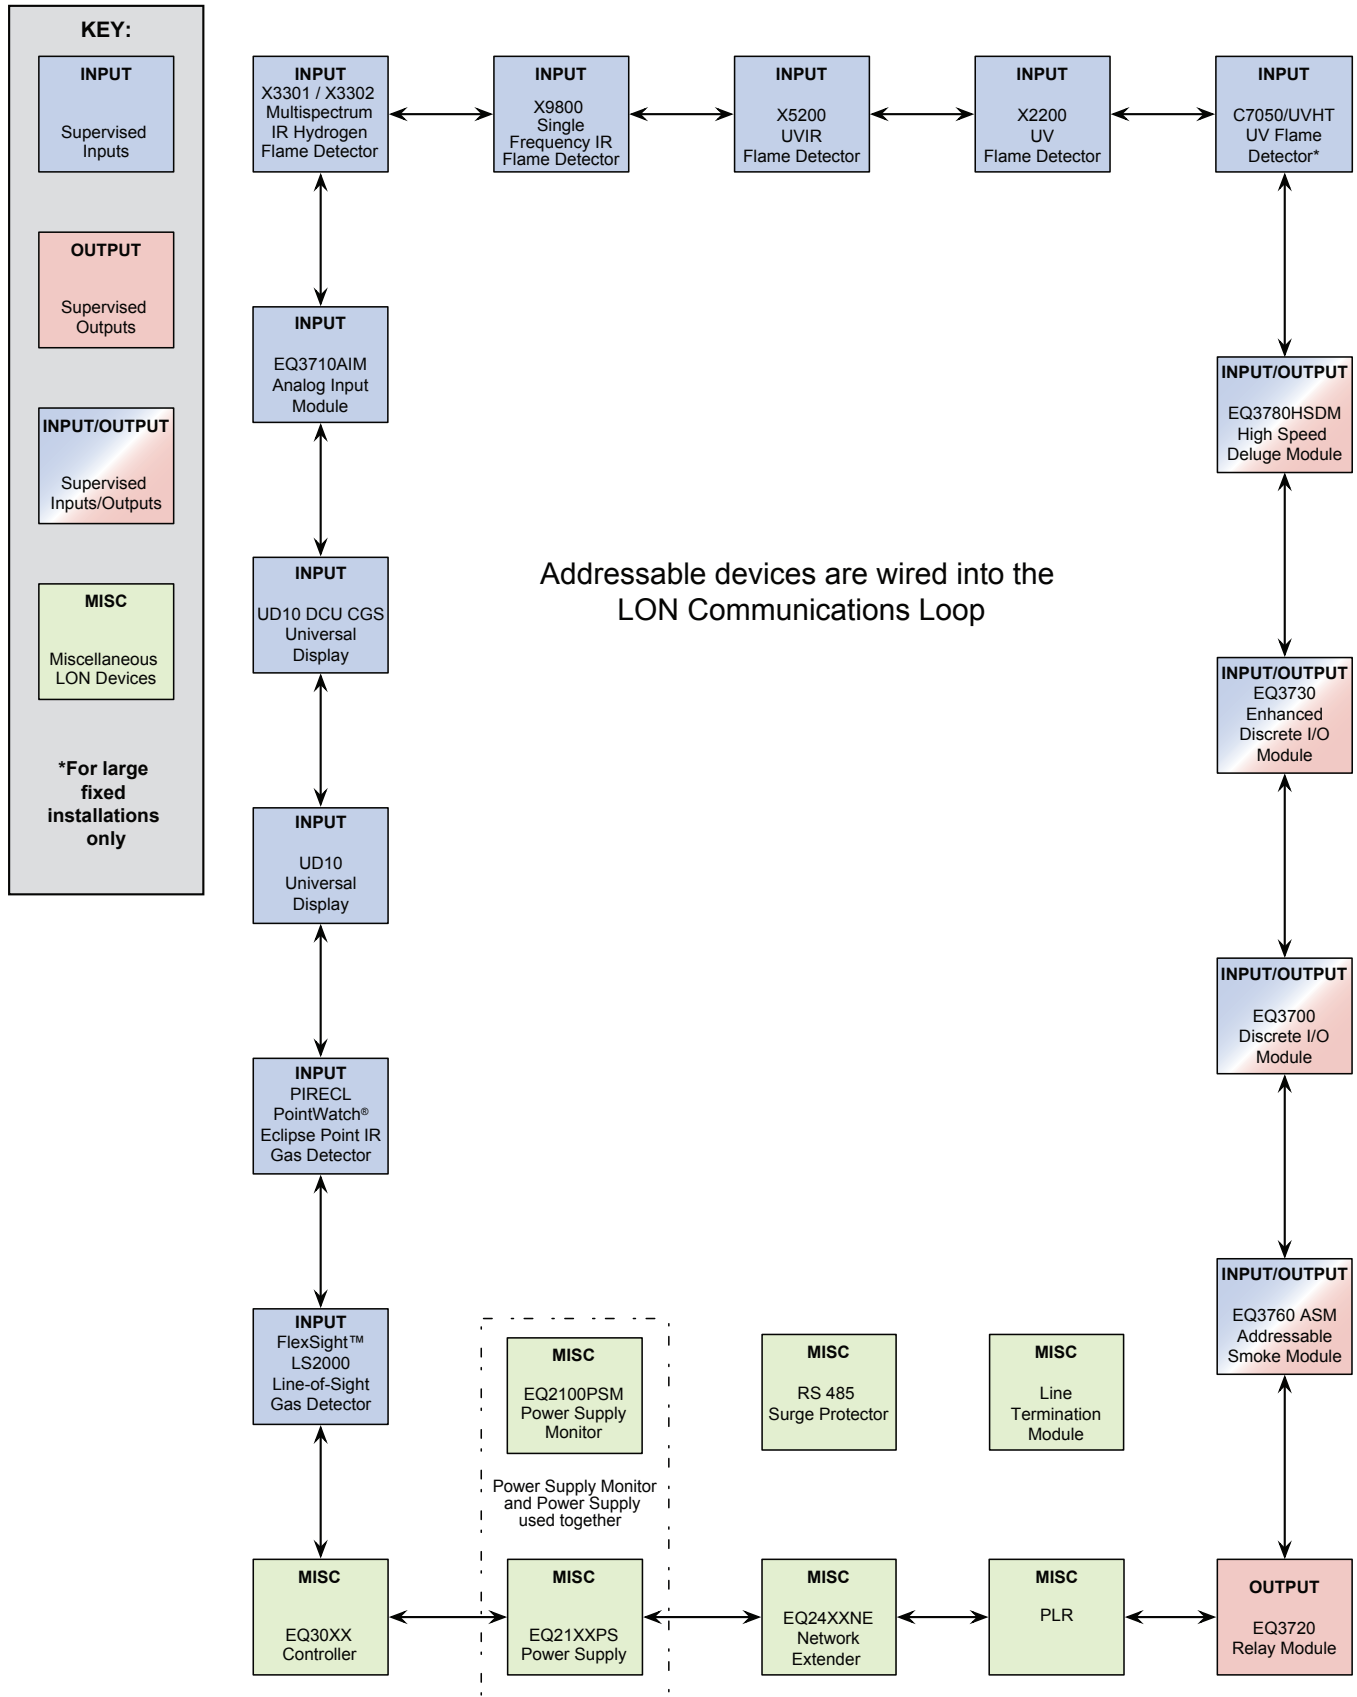 KEY:
INPUT
Supervised
Inputs
OUTPUT
Supervised
Outputs
INPUT/OUTPUT
Supervised
Inputs/Outputs
MISC
Miscellaneous
LON Devices
*For large
fixed
installations
only
INPUT
X3301 / X3302
Multispectrum
IR Hydrogen
Flame Detector
INPUT
X9800
Single
Frequency IR
Flame Detector
INPUT
X5200
UVIR
Flame Detector
INPUT
X2200
UV
Flame Detector
INPUT
C7050/UVHT
UV Flame
Detector*
INPUT
EQ3710AIM
Analog Input
Module
INPUT/OUTPUT
EQ3780HSDM
High Speed
Deluge Module
Addressable devices are wired into the
LON Communications Loop
INPUT
UD10 DCU CGS
Universal
Display
INPUT/OUTPUT
EQ3730
Enhanced
Discrete I/O
Module
INPUT
UD10
Universal
Display
INPUT/OUTPUT
EQ3700
Discrete I/O
Module
INPUT
PIRECL
PointWatch®
Eclipse Point IR
Gas Detector
INPUT/OUTPUT
EQ3760 ASM
Addressable
Smoke Module
INPUT
FlexSight™
LS2000
Line-of-Sight
Gas Detector
MISC
EQ2100PSM
Power Supply
Monitor
MISC
RS 485
Surge Protector
MISC
Line
Termination
Module
Power Supply Monitor
and Power Supply
used together
MISC
EQ30XX
Controller
MISC
EQ21XXPS
Power Supply
MISC
EQ24XXNE
Network
Extender
MISC
PLR
OUTPUT
EQ3720
Relay Module